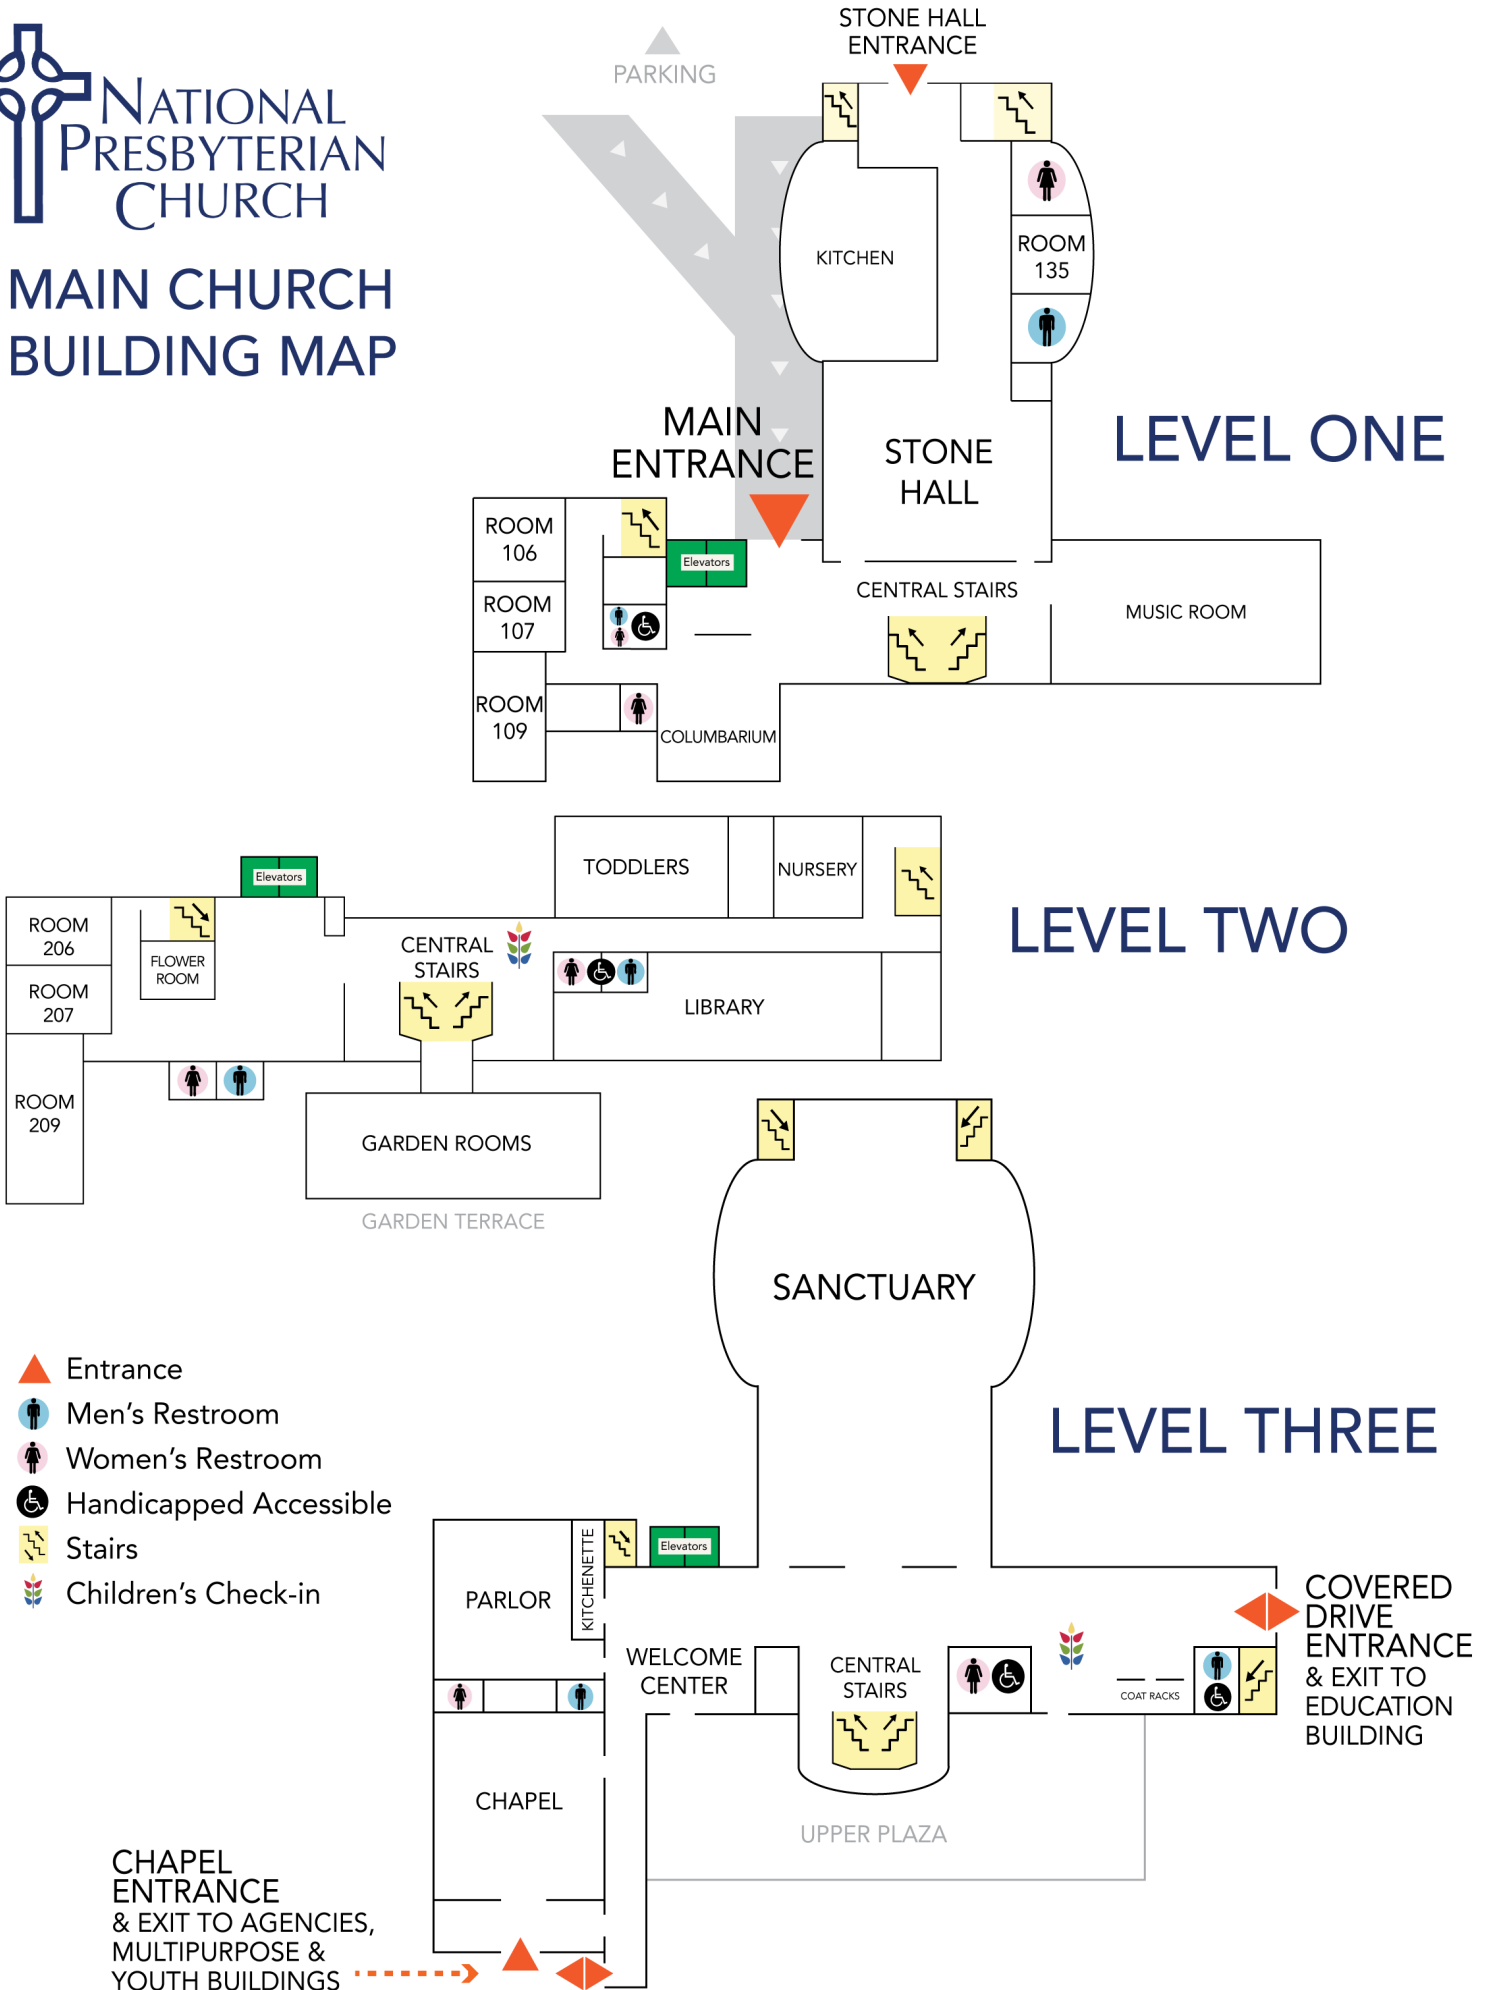 NATIONAL
PRESBYTERIAN
CHURCH
MAIN CHURCH
BUILDING MAP
PARKING
STONE HALL
ENTRANCE
KITCHEN
ROOM
135
MAIN
ENTRANCE
STONE
HALL
LEVEL ONE
ROOM
106
Elevators
ROOM
107
CENTRAL STAIRS
MUSIC ROOM
ROOM
109
COLUMBARIUM
TODDLERS
NURSERY
Elevators
ROOM
206
FLOWER
ROOM
ROOM
207
CENTRAL
STAIRS
LEVEL TWO
LIBRARY
ROOM
209
GARDEN ROOMS
GARDEN TERRACE
SANCTUARY
LEVEL THREE
Entrance
Men's Restroom
Women's Restroom
Handicapped Accessible
Stairs
Children's Check-in
PARLOR
KITCHENETTE
Elevators
WELCOME
CENTER
CENTRAL
STAIRS
COAT RACKS
COVERED
DRIVE
ENTRANCE
& EXIT TO
EDUCATION
BUILDING
CHAPEL
UPPER PLAZA
CHAPEL
ENTRANCE
& EXIT TO AGENCIES,
MULTIPURPOSE &
YOUTH BUILDINGS